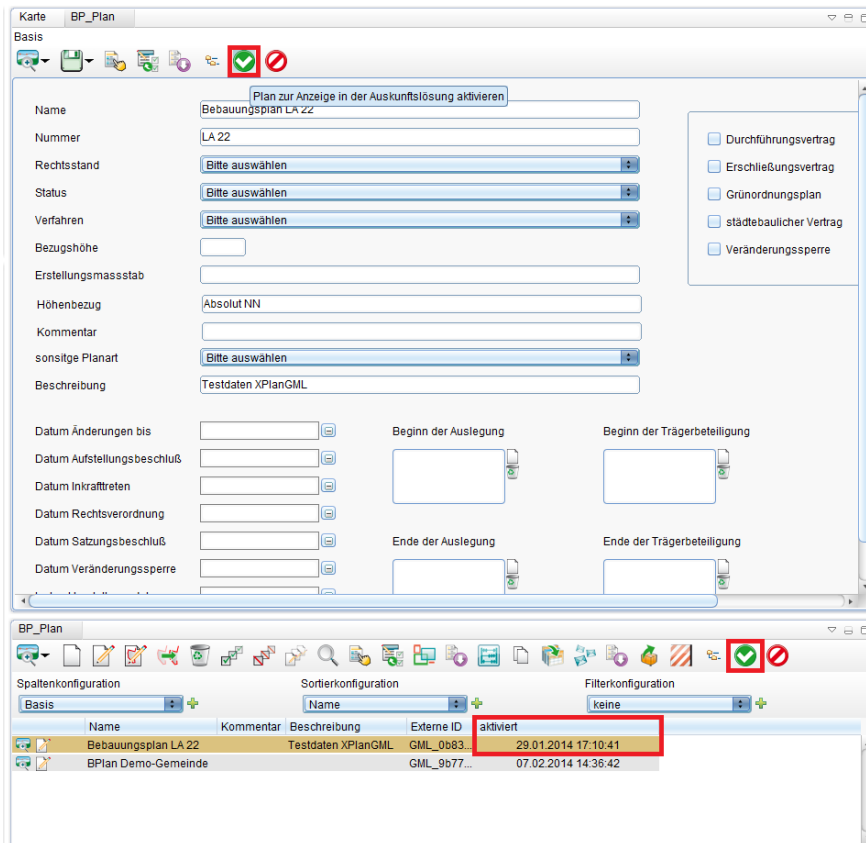 Karte BP_Plan
Basis
Plan zur Anzeige in der Auskunftslösung aktivieren
Name Bebauungsplan LA 22
Nummer LA 22
Durchführungsvertrag
Rechtsstand Bitte auswählen
Erschließungsvertrag
Status Bitte auswählen
Grünordnungsplan
Verfahren Bitte auswählen
städtebaulicher Vertrag
Bezugshöhe
Veränderungssperre
Erstellungsmassstab
Höhenbezug Absolut NN
Kommentar
sonsitge Planart Bitte auswählen
Beschreibung Testdaten XPlanGML
Datum Änderungen bis Beginn der Auslegung Beginn der Trägerbeteiligung
Datum Aufstellungsbeschluß
Datum Inkrafttreten
Datum Rechtsverordnung
Datum Satzungsbeschluß Ende der Auslegung Ende der Trägerbeteiligung
Datum Veränderungssperre
BP_Plan
Spaltenkonfiguration Sortierkonfiguration Filterkonfiguration
Basis Name keine
Name Kommentar Beschreibung Externe ID aktiviert
Bebauungsplan LA 22 Testdaten XPlanGML GML_0b83... 29.01.2014 17:10:41
BPlan Demo-Gemeinde GML_9b77... 07.02.2014 14:36:42